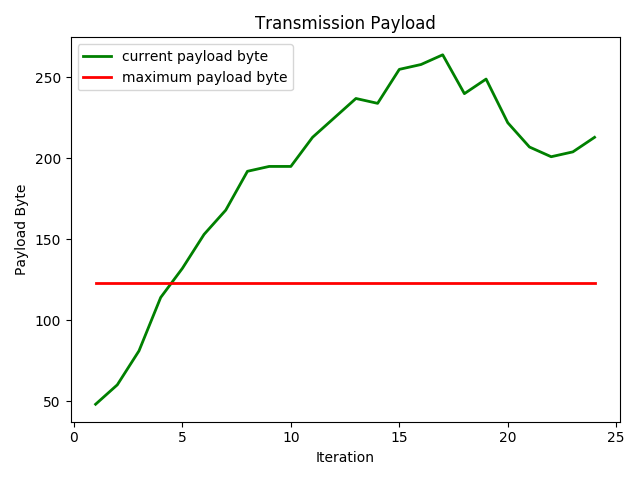 Transmission Payload
current payload byte
maximum payload byte
Payload Byte
250
200
150
100
50
0
5
10
15
20
25
Iteration